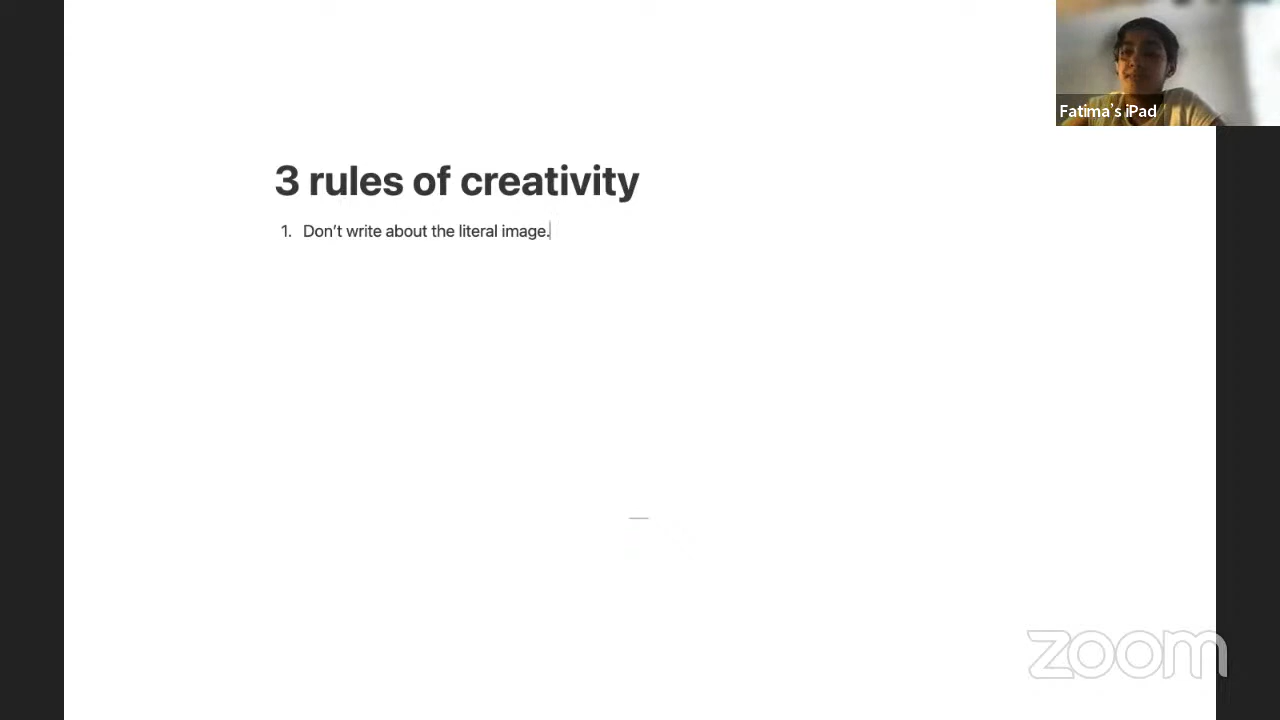 Fatima's iPad
3 rules of creativity
1. Don't write about the literal image.
zoom